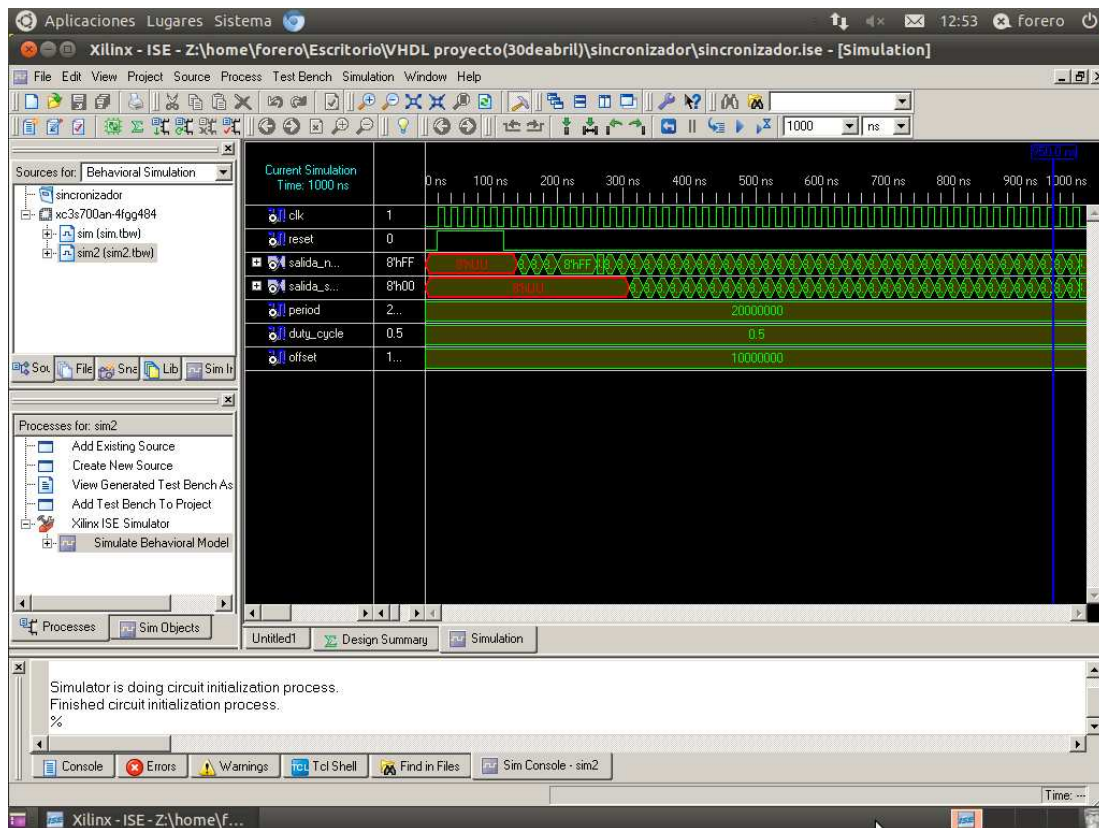 Aplicaciones Lugares Sistema 12:53 forero
Xilinx - ISE - Z:\home\forero\Escritorio\VHDL proyecto(30deabril)\sincronizador\sincronizador.ise - [Simulation]
File Edit View Project Source Process Test Bench Simulation Window Help
1000 ns
Sources for: Behavioral Simulation
sincronizador
xc3s700an-4fgg484
sim (sim.tbw)
sim2 (sim2.tbw)
Sou File Sna Lib Sim In
Processes for: sim2
Add Existing Source
Create New Source
View Generated Test Bench As
Add Test Bench To Project
Xilinx ISE Simulator
Simulate Behavioral Model
Processes Sim Objects
Current Simulation
Time: 1000 ns
950.0 ns
0 ns 100 ns 200 ns 300 ns 400 ns 500 ns 600 ns 700 ns 800 ns 900 ns 1000 ns
clk 1
reset 0
salida_n... 8'hFF 8'hUU 8'hFF
salida_s... 8'h00 8'hUU
period 2... 20000000
duty_cycle 0.5 0.5
offset 1... 10000000
Untitled1 Design Summary Simulation
Simulator is doing circuit initialization process.
Finished circuit initialization process.
%
Console Errors Warnings Tcl Shell Find in Files Sim Console - sim2
Time: ---
Xilinx - ISE - Z:\home\f...